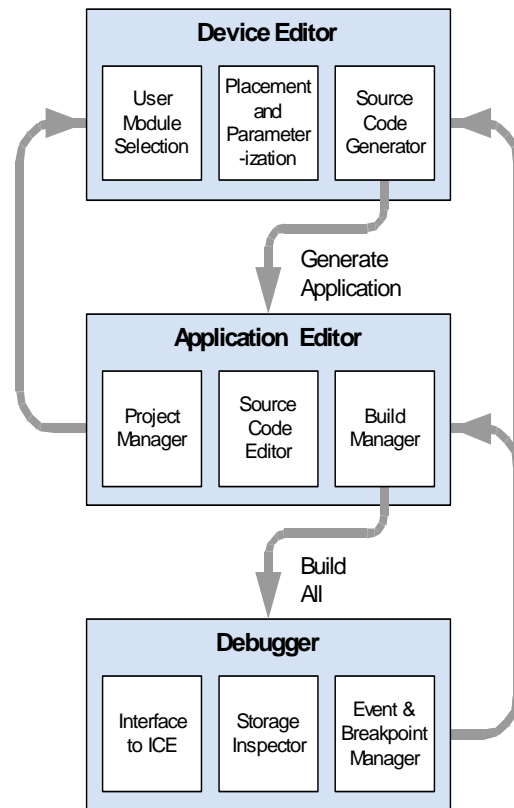 Device Editor
User
Module
Selection
Placement
and
Parameter
-ization
Source
Code
Generator
Generate
Application
Application Editor
Project
Manager
Source
Code
Editor
Build
Manager
Build
All
Debugger
Interface
to ICE
Storage
Inspector
Event &
Breakpoint
Manager